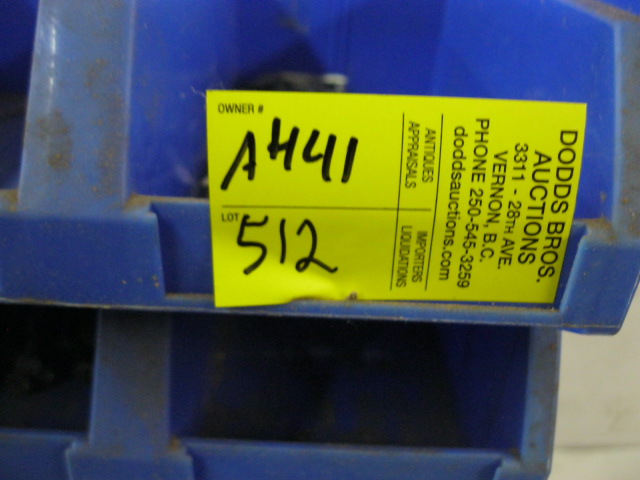 OWNER #
A441
LOT
512
ANTIQUES
APPRAISALS
IMPORTERS
LIQUIDATIONS
DODDS BROS.
AUCTIONS
3311 - 28TH AVE.
VERNON, B.C.
PHONE 250-545-3259
doddsauctions.com